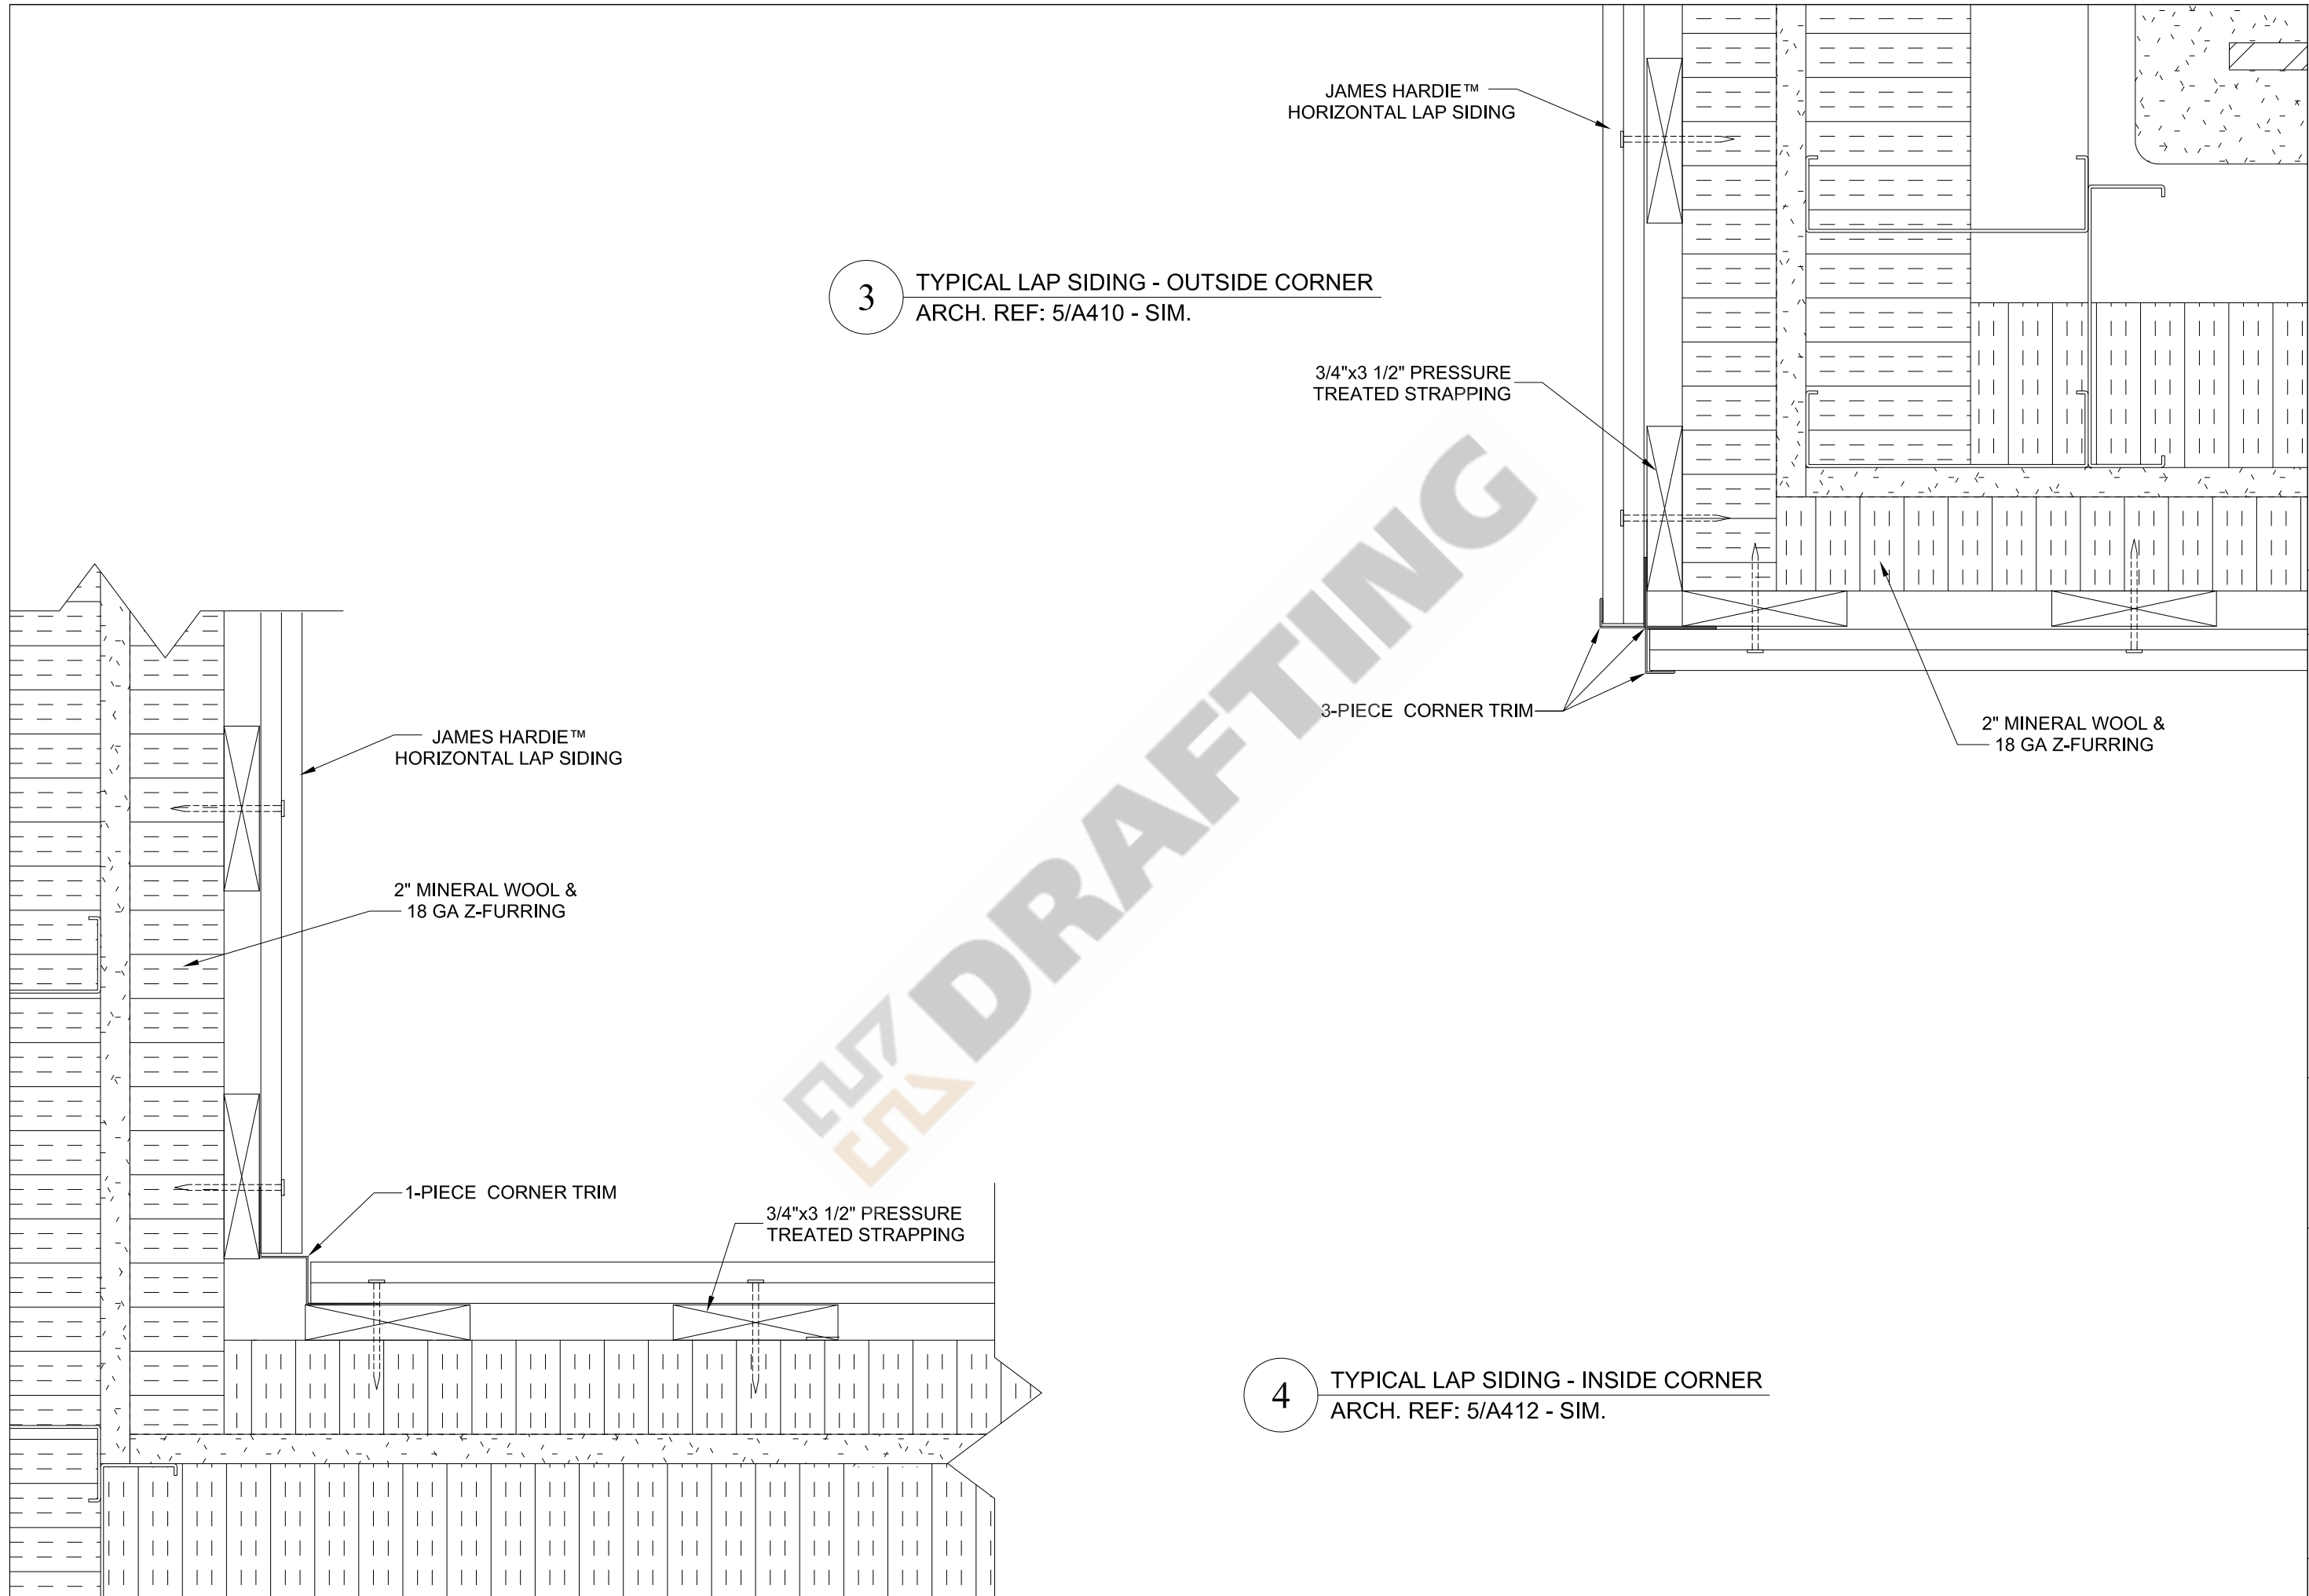 JAMES HARDIE™
HORIZONTAL LAP SIDING
3
TYPICAL LAP SIDING - OUTSIDE CORNER
ARCH. REF: 5/A410 - SIM.
3/4"x3 1/2" PRESSURE
TREATED STRAPPING
3-PIECE CORNER TRIM
2" MINERAL WOOL &
18 GA Z-FURRING
DRAFTING
JAMES HARDIE™
HORIZONTAL LAP SIDING
2" MINERAL WOOL &
18 GA Z-FURRING
1-PIECE CORNER TRIM
3/4"x3 1/2" PRESSURE
TREATED STRAPPING
4
TYPICAL LAP SIDING - INSIDE CORNER
ARCH. REF: 5/A412 - SIM.